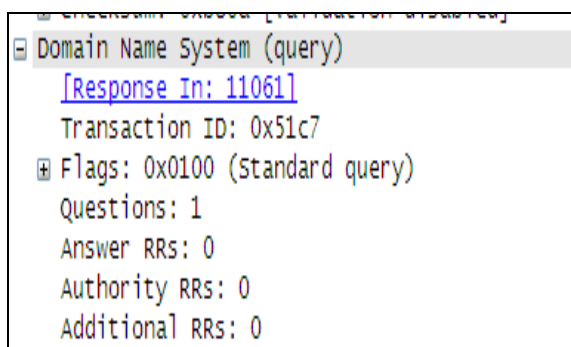 Domain Name System (query)
[Response In: 11061]
Transaction ID: 0x51c7
Flags: 0x0100 (Standard query)
Questions: 1
Answer RRs: 0
Authority RRs: 0
Additional RRs: 0